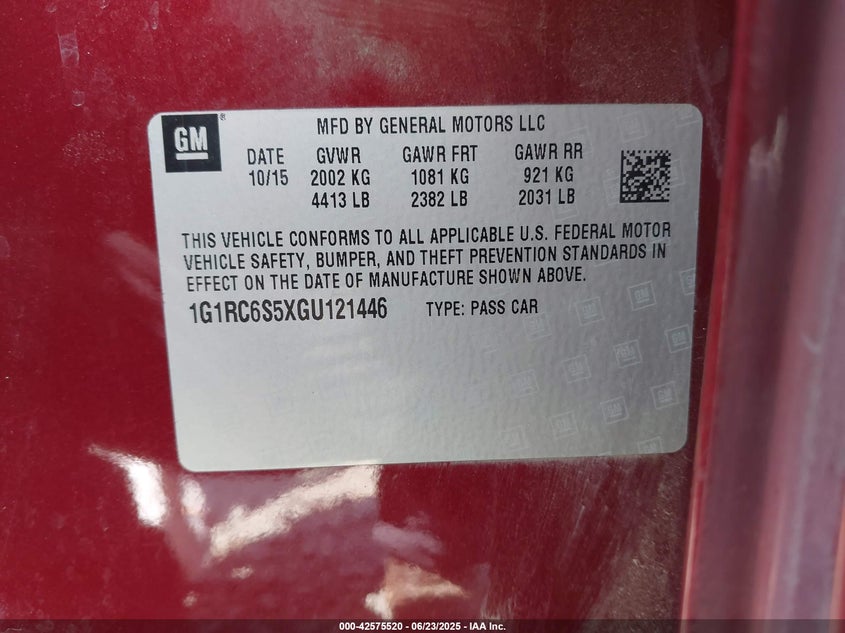 GM
®
MFD BY GENERAL MOTORS LLC
DATE GVWR GAWR FRT GAWR RR
10/15 2002 KG 1081 KG 921 KG
4413 LB 2382 LB 2031 LB
THIS VEHICLE CONFORMS TO ALL APPLICABLE U.S. FEDERAL MOTOR
VEHICLE SAFETY, BUMPER, AND THEFT PREVENTION STANDARDS IN
EFFECT ON THE DATE OF MANUFACTURE SHOWN ABOVE.
1G1RC6S5XGU121446 TYPE: PASS CAR
000-42575520 - 06/23/2025 - IAA Inc.